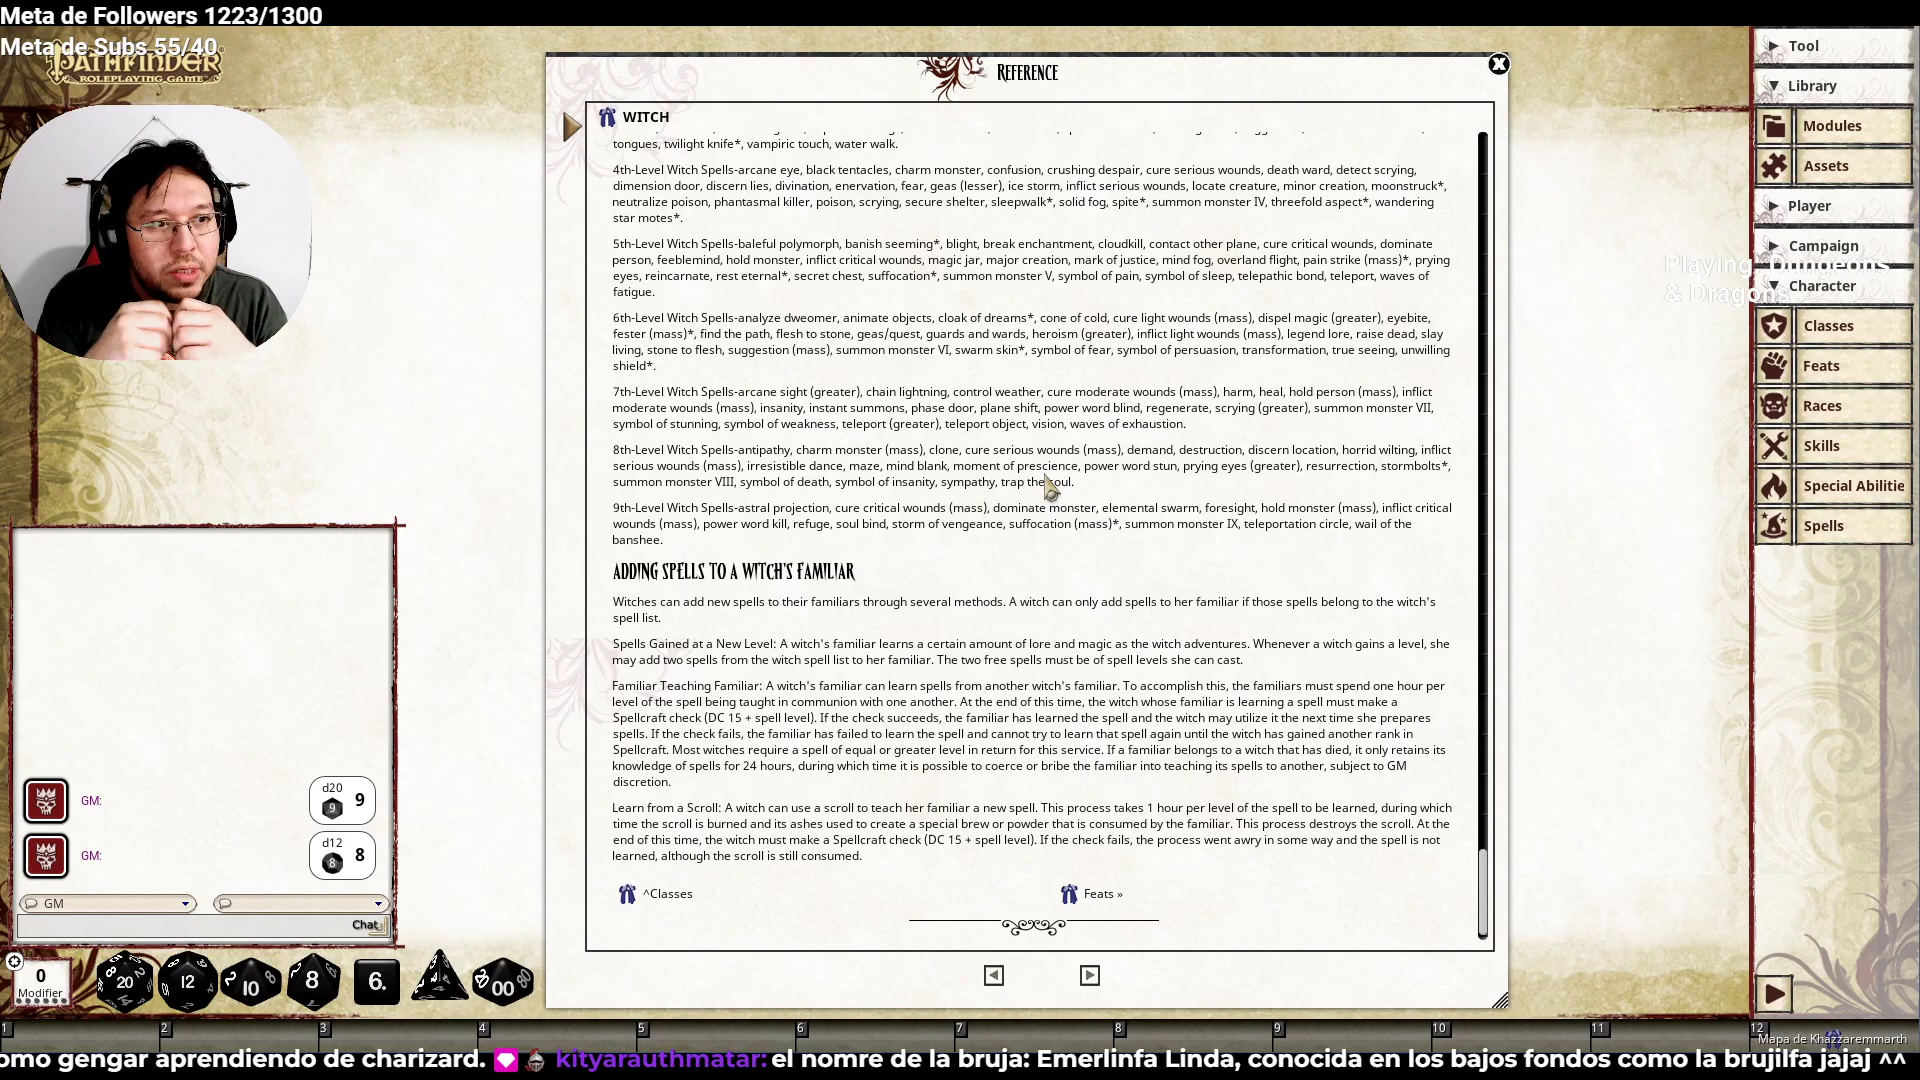 Meta de Followers 1223/1300
Meta de Subs 55/40
PATHFINDER
ROLEPLAYING GAME
REFERENCE
WITCH
tongues, twilight knife*, vampiric touch, water walk.
4th-Level Witch Spells-arcane eye, black tentacles, charm monster, confusion, crushing despair, cure serious wounds, death ward, detect scrying,
dimension door, discern lies, divination, enervation, fear, geas (lesser), ice storm, inflict serious wounds, locate creature, minor creation, moonstruck*,
neutralize poison, phantasmal killer, poison, scrying, secure shelter, sleepwalk*, solid fog, spite*, summon monster IV, threefold aspect*, wandering
star motes*.
5th-Level Witch Spells-baleful polymorph, banish seeming*, blight, break enchantment, cloudkill, contact other plane, cure critical wounds, dominate
person, feeblemind, hold monster, inflict critical wounds, magic jar, major creation, mark of justice, mind fog, overland flight, pain strike (mass)*, prying
eyes, reincarnate, rest eternal*, secret chest, suffocation*, summon monster V, symbol of pain, symbol of sleep, telepathic bond, teleport, waves of
fatigue.
6th-Level Witch Spells-analyze dweomer, animate objects, cloak of dreams*, cone of cold, cure light wounds (mass), dispel magic (greater), eyebite,
fester (mass)*, find the path, flesh to stone, geas/quest, guards and wards, heroism (greater), inflict light wounds (mass), legend lore, raise dead, slay
living, stone to flesh, suggestion (mass), summon monster VI, swarm skin*, symbol of fear, symbol of persuasion, transformation, true seeing, unwilling
shield*.
7th-Level Witch Spells-arcane sight (greater), chain lightning, control weather, cure moderate wounds (mass), harm, heal, hold person (mass), inflict
moderate wounds (mass), insanity, instant summons, phase door, plane shift, power word blind, regenerate, scrying (greater), summon monster VII,
symbol of stunning, symbol of weakness, teleport (greater), teleport object, vision, waves of exhaustion.
8th-Level Witch Spells-antipathy, charm monster (mass), clone, cure serious wounds (mass), demand, destruction, discern location, horrid wilting, inflict
serious wounds (mass), irresistible dance, maze, mind blank, moment of prescience, power word stun, prying eyes (greater), resurrection, stormbolts*,
summon monster VIII, symbol of death, symbol of insanity, sympathy, trap the soul.
9th-Level Witch Spells-astral projection, cure critical wounds (mass), dominate monster, elemental swarm, foresight, hold monster (mass), inflict critical
wounds (mass), power word kill, refuge, soul bind, storm of vengeance, suffocation (mass)*, summon monster IX, teleportation circle, wail of the
banshee.
ADDING SPELLS TO A WITCH'S FAMILIAR
Witches can add new spells to their familiars through several methods. A witch can only add spells to her familiar if those spells belong to the witch's
spell list.
Spells Gained at a New Level: A witch's familiar learns a certain amount of lore and magic as the witch adventures. Whenever a witch gains a level, she
may add two spells from the witch spell list to her familiar. The two free spells must be of spell levels she can cast.
Familiar Teaching Familiar: A witch's familiar can learn spells from another witch's familiar. To accomplish this, the familiars must spend one hour per
level of the spell being taught in communion with one another. At the end of this time, the witch whose familiar is learning a spell must make a
Spellcraft check (DC 15 + spell level). If the check succeeds, the familiar has learned the spell and the witch may utilize it the next time she prepares
spells. If the check fails, the familiar has failed to learn the spell and cannot try to learn that spell again until the witch has gained another rank in
Spellcraft. Most witches require a spell of equal or greater level in return for this service. If a familiar belongs to a witch that has died, it only retains its
knowledge of spells for 24 hours, during which time it is possible to coerce or bribe the familiar into teaching its spells to another, subject to GM
discretion.
Learn from a Scroll: A witch can use a scroll to teach her familiar a new spell. This process takes 1 hour per level of the spell to be learned, during which
time the scroll is burned and its ashes used to create a special brew or powder that is consumed by the familiar. This process destroys the scroll. At the
end of this time, the witch must make a Spellcraft check (DC 15 + spell level). If the check fails, the process went awry in some way and the spell is not
learned, although the scroll is still consumed.
^Classes
Feats »
Tool
Library
Modules
Assets
Player
Campaign
Playing: Dungeons
& Dragons
Character
Classes
Feats
Races
Skills
Special Abilitie
Spells
GM:
d20
9
9
GM:
d12
8
8
GM
Chat
0
Modifier
20
12
10
8
6.
00
1 2 3 4 5 6 7 8 9 10 11 12
Mapa de Khazzaremmarth
omo gengar aprendiendo de charizard. kityarauthmatar: el nomre de la bruja: Emerlinfa Linda, conocida en los bajos fondos como la brujilfa jajaj ^^